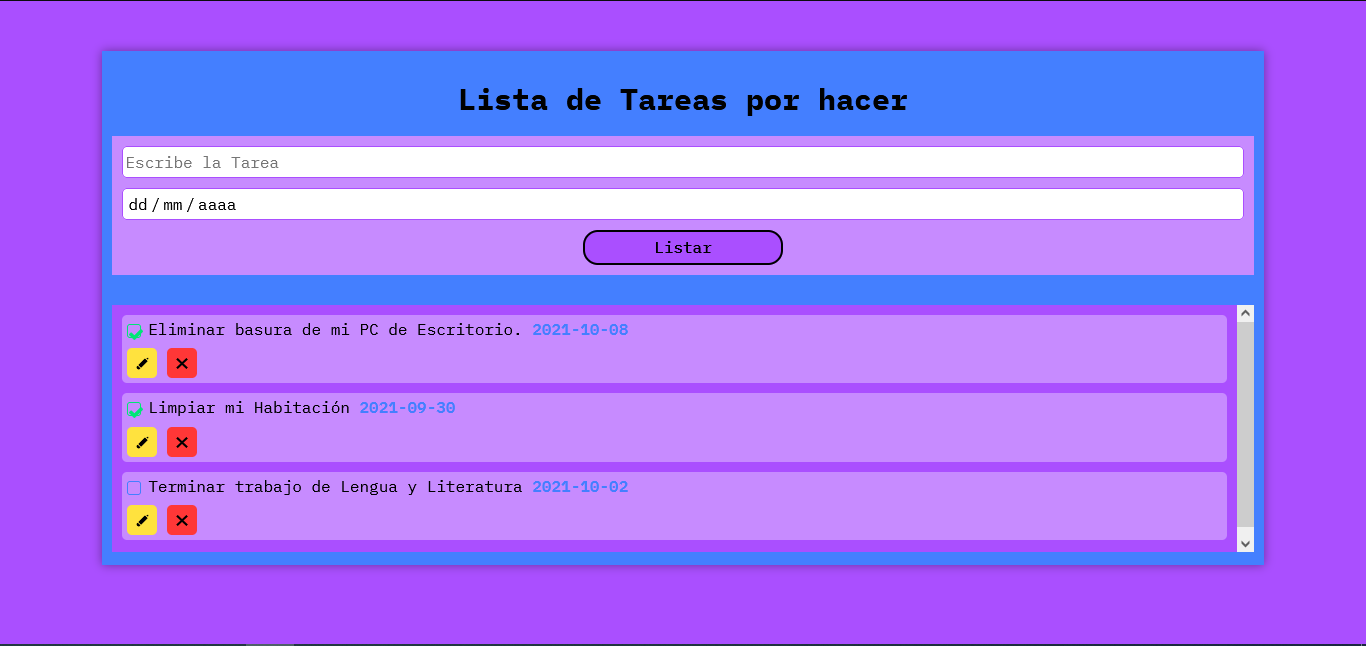 Lista de Tareas por hacer
Escribe la Tarea
dd/mm/aaaa
Listar
Eliminar basura de mi PC de Escritorio. 2021-10-08
Limpiar mi Habitación 2021-09-30
Terminar trabajo de Lengua y Literatura 2021-10-02